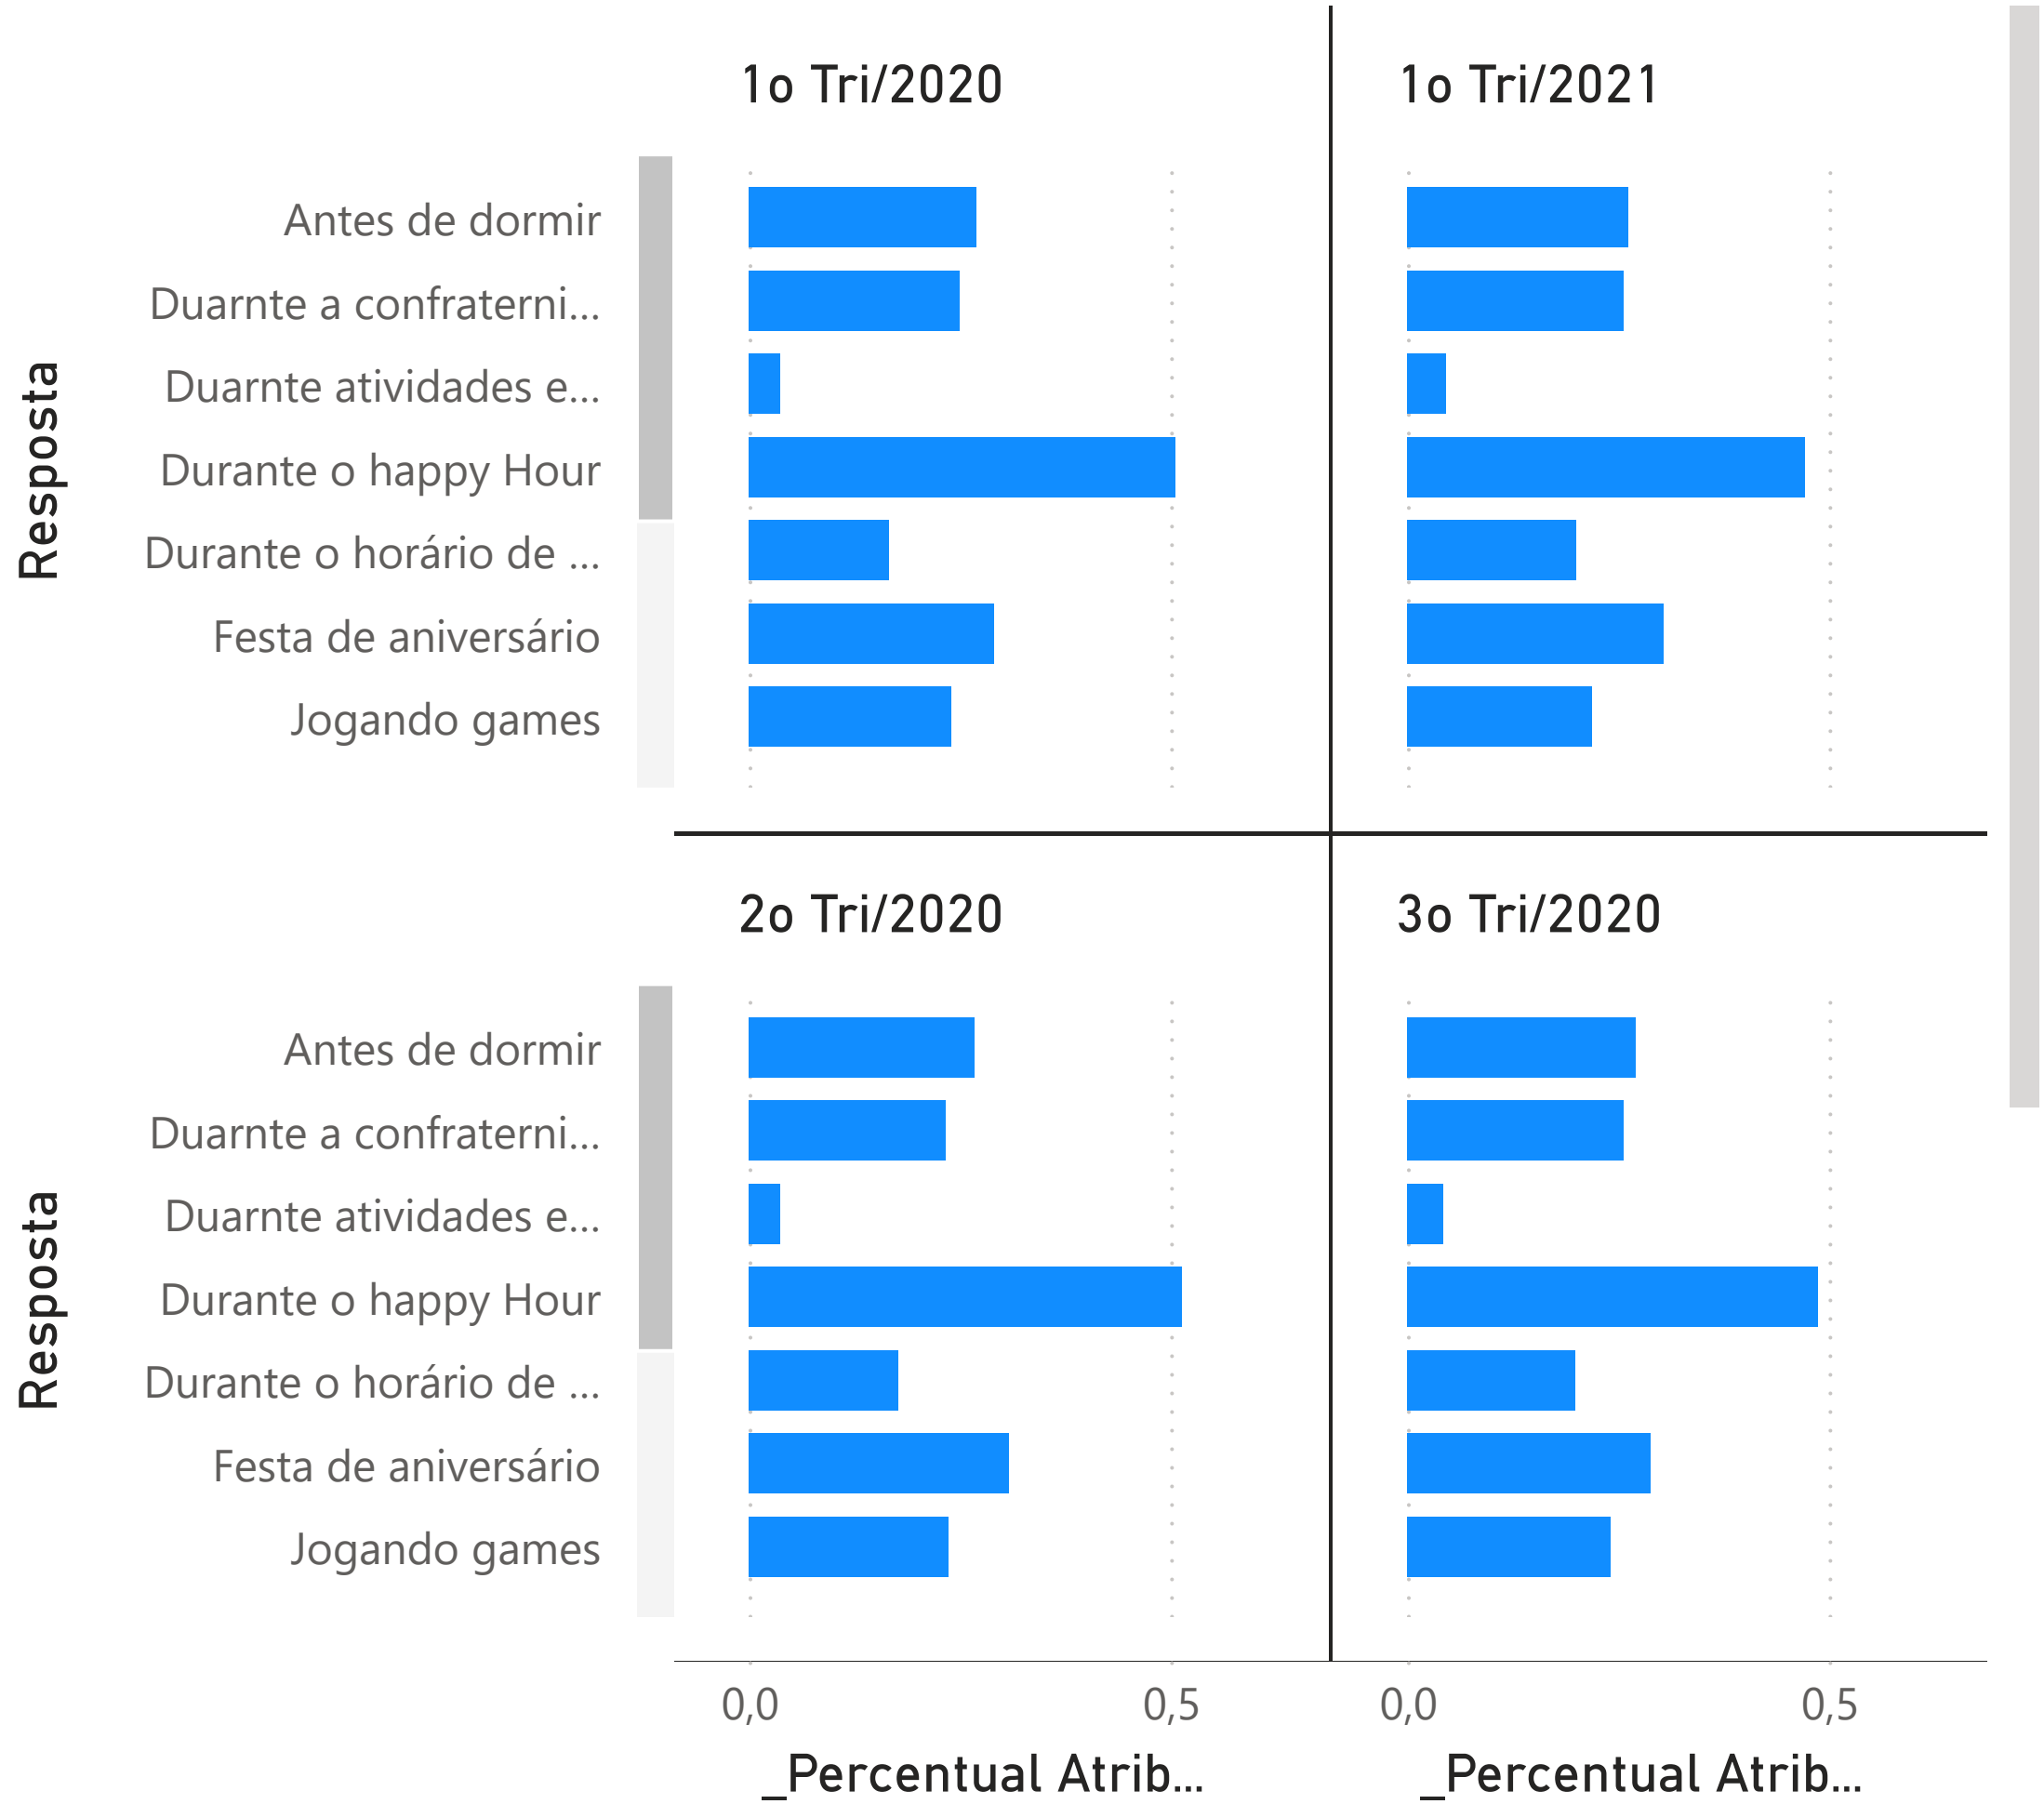 1o Tri/2020
1o Tri/2021
Resposta
Antes de dormir
Duarnte a confraterni...
Duarnte atividades e...
Durante o happy Hour
Durante o horário de ...
Festa de aniversário
Jogando games
2o Tri/2020
3o Tri/2020
Resposta
Antes de dormir
Duarnte a confraterni...
Duarnte atividades e...
Durante o happy Hour
Durante o horário de ...
Festa de aniversário
Jogando games
0,0 0,5
0,0 0,5
_Percentual Atrib...
_Percentual Atrib...